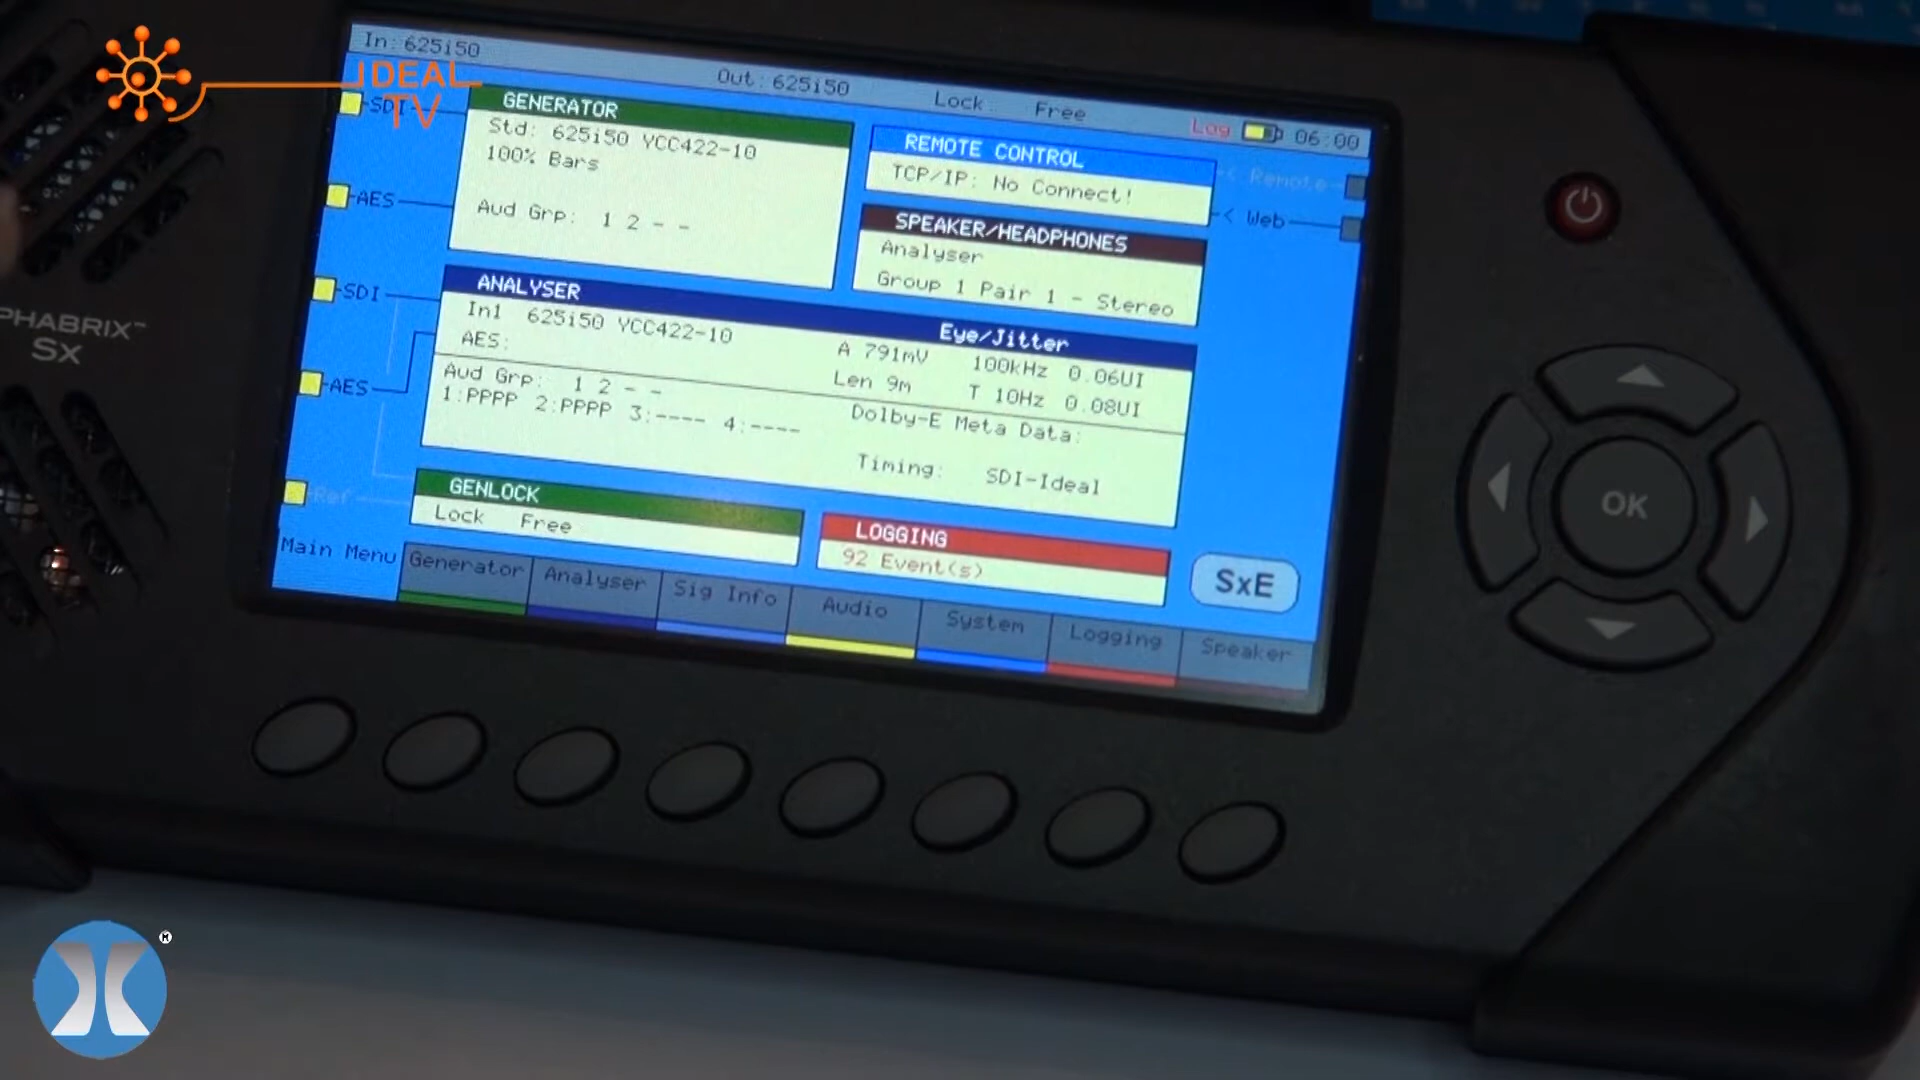 In: 625i50
Out: 625i50
Lock Free
Log 06:00
IDEAL
TV
SDI
AES
SDI
AES
Ref
GENERATOR
Std: 625i50 YCC422-10
100% Bars
Aud Grp: 1 2 - -
REMOTE CONTROL
TCP/IP: No Connect!
< Remote
< Web
SPEAKER/HEADPHONES
Analyser
Group 1 Pair 1 - Stereo
ANALYSER
Eye/Jitter
In1 625i50 YCC422-10
A 791mV 100kHz 0.06UI
AES:
Len 9m T 10Hz 0.08UI
Aud Grp: 1 2 - -
Dolby-E Meta Data:
1:PPPP 2:PPPP 3:---- 4:----
Timing: SDI-Ideal
GENLOCK
Lock Free
LOGGING
92 Event(s)
SxE
Main Menu
Generator
Analyser
Sig Info
Audio
System
Logging
Speaker
PHABRIX™
SX
OK